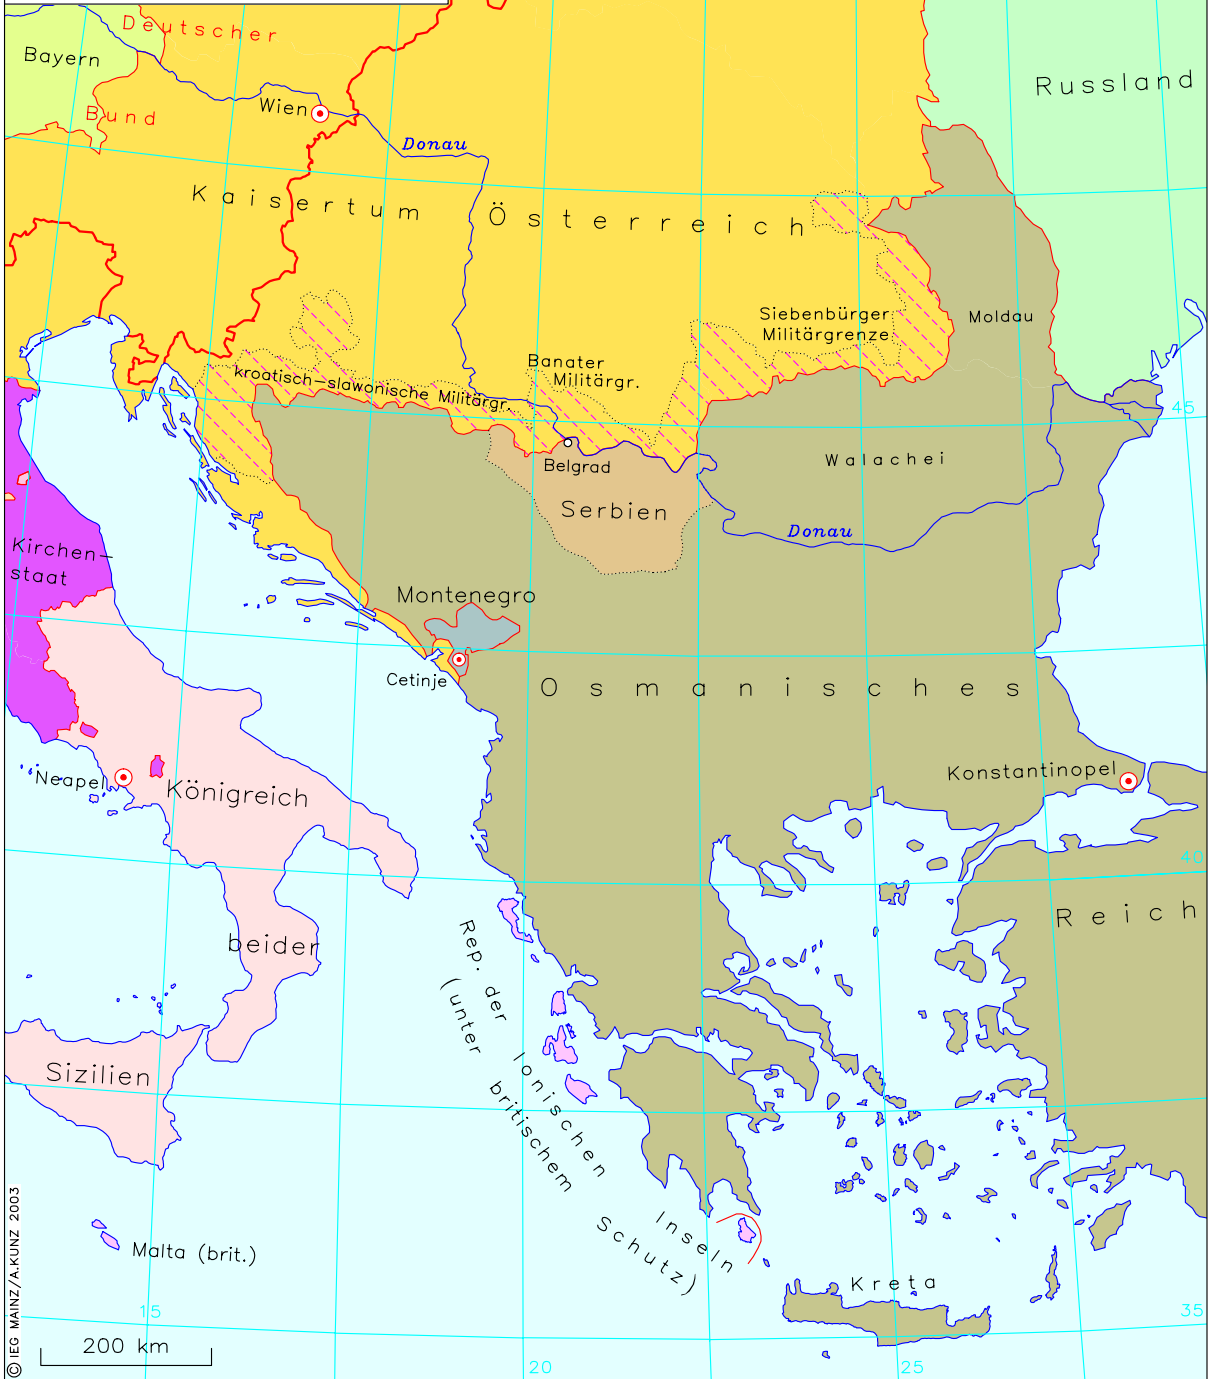 Deutscher
Bayern
Bund
Wien
Donau
Russland
Kaisertum Österreich
Siebenbürger
Militärgrenze
Moldau
Banater
Militärgr.
kroatisch-slawonische Militärgr.
45
Belgrad
Walachei
Serbien
Donau
Kirchen-
staat
Montenegro
Cetinje
Osmanisches
Konstantinopel
Neapel
Königreich
40
Reich
beider
Rep. der Ionischen Inseln
(unter britischem Schutz)
Sizilien
Malta (brit.)
Kreta
15
35
200 km
20
25
© IEG MAINZ/A.KUNZ 2003